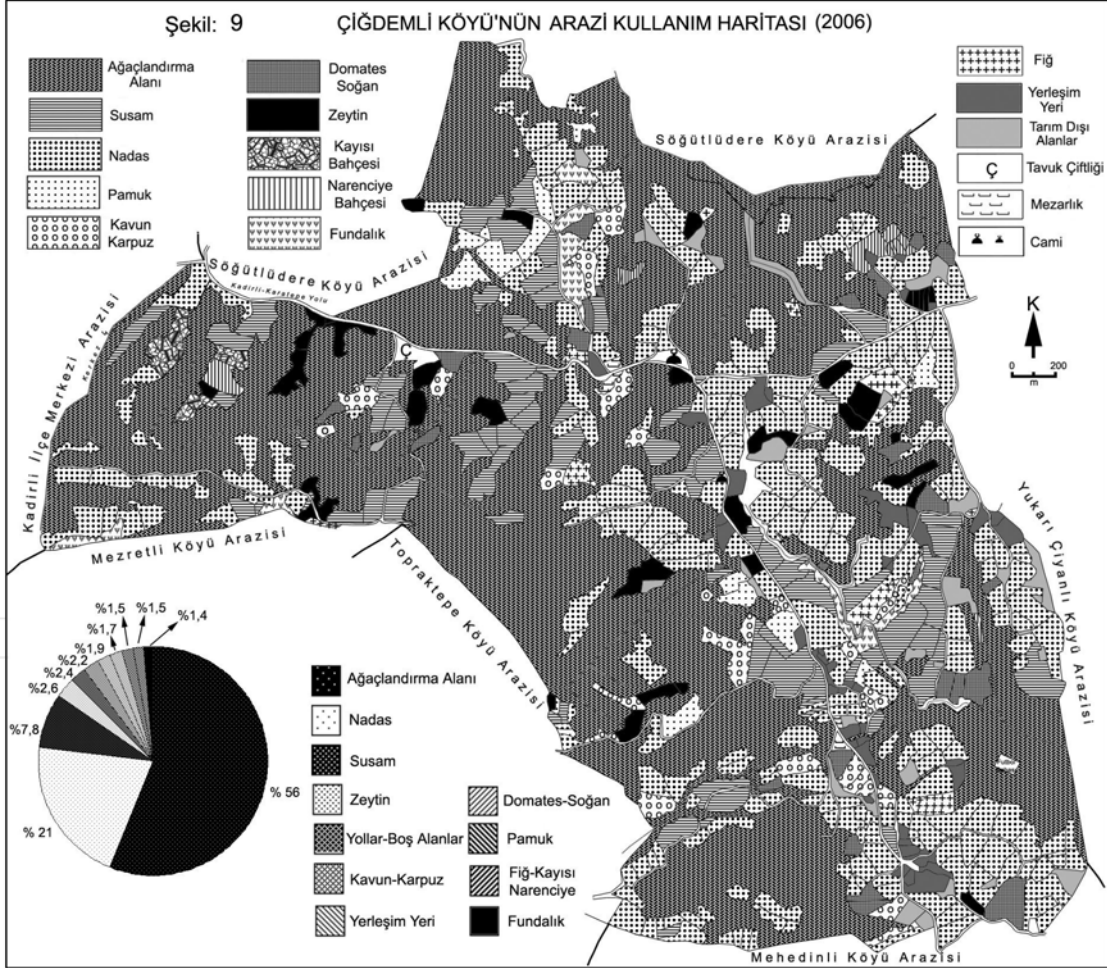 Şekil: 9
ÇİĞDEMLİ KÖYÜ'NÜN ARAZİ KULLANIM HARİTASI (2006)
Ağaçlandırma
Alanı
Susam
Nadas
Pamuk
Kavun
Karpuz
Domates
Soğan
Zeytin
Kayısı
Bahçesi
Narenciye
Bahçesi
Fundalık
Fiğ
Yerleşim
Yeri
Tarım Dışı
Alanlar
Ç
Tavuk Çiftliği
Mezarlık
Cami
K
0 200
m
Söğütlüdere Köyü Arazisi
Söğütlüdere Köyü Arazisi
Kadirli-Karatepe Yolu
Kadirli İlçe Merkezi Arazisi
Ç
Mezretli Köyü Arazisi
Topraktepe Köyü Arazisi
Yukarı Çiyanlı Köyü Arazisi
Mehedinli Köyü Arazisi
%1,5
%1,5
%1,4
%1,7
%1,9
%2,2
%2,4
%2,6
%7,8
% 21
% 56
Ağaçlandırma Alanı
Nadas
Susam
Zeytin
Yollar-Boş Alanlar
Kavun-Karpuz
Yerleşim Yeri
Domates-Soğan
Pamuk
Fiğ-Kayısı
Narenciye
Fundalık